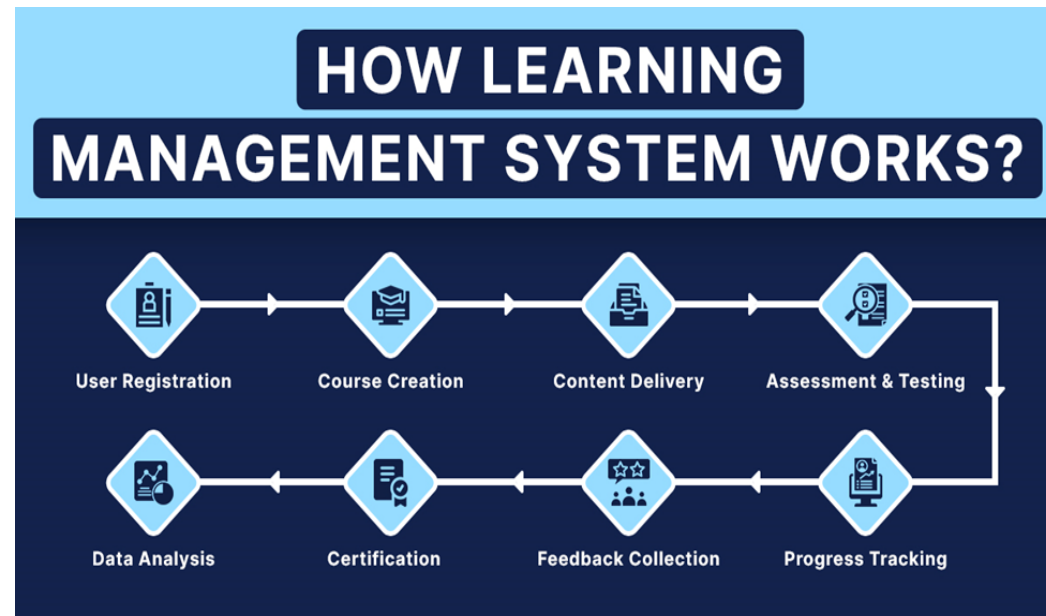 HOW LEARNING
MANAGEMENT SYSTEM WORKS?
User Registration
Course Creation
Content Delivery
Assessment & Testing
Data Analysis
Certification
Feedback Collection
Progress Tracking